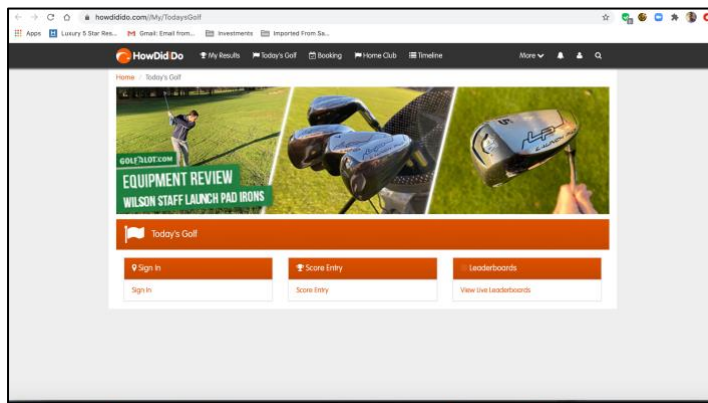 howdidido.com/My/TodaysGolf
Apps Luxury 5 Star Res... Gmail: Email from... Investments Imported From Sa...
HowDidiDo My Results Today's Golf Booking Home Club Timeline More
Home / Today's Golf
GOLFALOT.COM
EQUIPMENT REVIEW
WILSON STAFF LAUNCH PAD IRONS
Today's Golf
Sign In Score Entry Leaderboards
Sign In Score Entry View Live Leaderboards